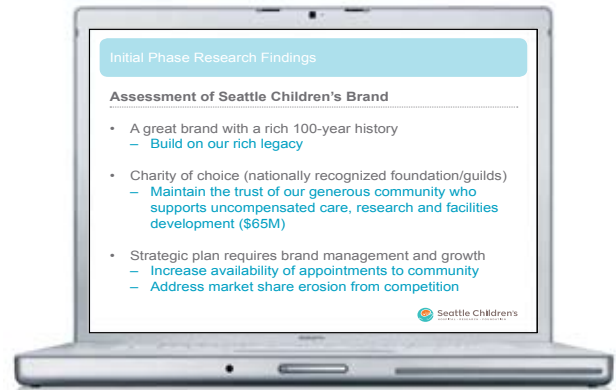 Initial Phase Research Findings
Assessment of Seattle Children's Brand
• A great brand with a rich 100-year history
– Build on our rich legacy
• Charity of choice (nationally recognized foundation/guilds)
– Maintain the trust of our generous community who
supports uncompensated care, research and facilities
development ($65M)
• Strategic plan requires brand management and growth
– Increase availability of appointments to community
– Address market share erosion from competition
Seattle Children's
HOSPITAL • RESEARCH • FOUNDATION